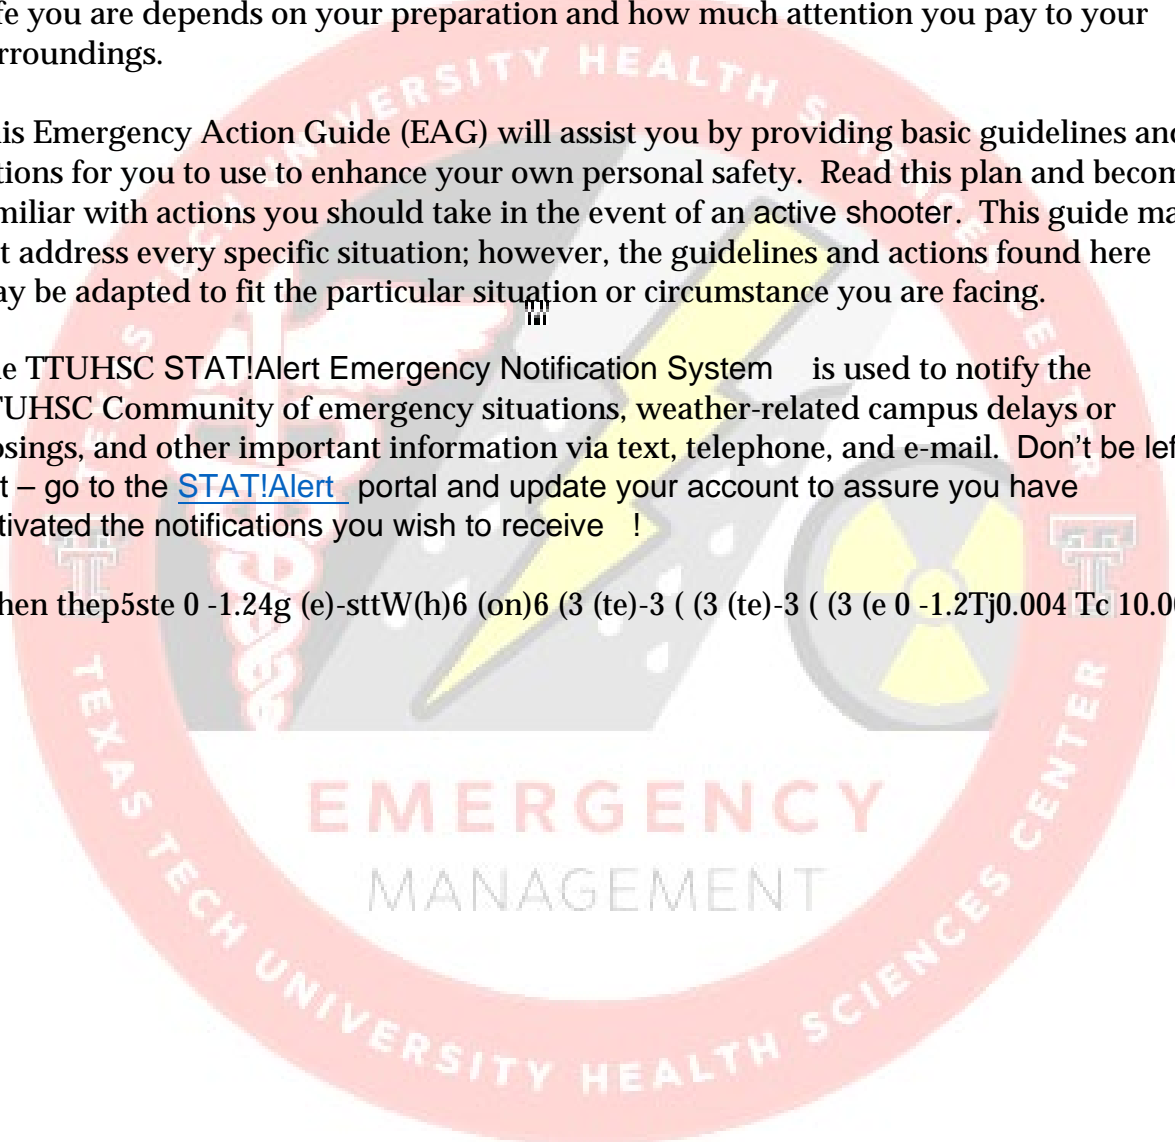 fe you are depends on your preparation and how much attention you pay to your
rroundings.
is Emergency Action Guide (EAG) will assist you by providing basic guidelines and
tions for you to use to enhance your own personal safety. Read this plan and becom
miliar with actions you should take in the event of an active shooter. This guide ma
t address every specific situation; however, the guidelines and actions found here
ay be adapted to fit the particular situation or circumstance you are facing.
e TTUHSC STAT!Alert Emergency Notification System is used to notify the
TUHSC Community of emergency situations, weather-related campus delays or
osings, and other important information via text, telephone, and e-mail. Don't be lef
t – go to the STAT!Alert portal and update your account to assure you have
tivated the notifications you wish to receive !
hen thep5ste 0 -1.24g (e)-sttW(h)6 (on)6 (3 (te)-3 ( (3 (te)-3 ( (3 (e 0 -1.2Tj0.004 Tc 10.00
EMERGENCY
MANAGEMENT
TEXAS TECH UNIVERSITY HEALTH SCIENCES CENTER
TEXAS TECH UNIVERSITY HEALTH SCIENCES CENTER